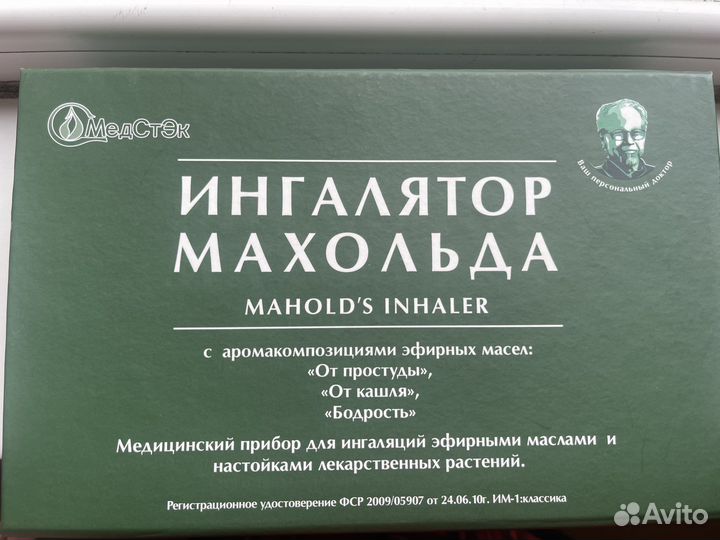 МедСтЭк
Ваш персональный доктор
ИНГАЛЯТОР
МАХОЛЬДА
MAHOLD'S INHALER
с аромакомпозициями эфирных масел:
«От простуды»,
«От кашля»,
«Бодрость»
Медицинский прибор для ингаляций эфирными маслами и
настойками лекарственных растений.
Регистрационное удостоверение ФСР 2009/05907 от 24.06.10г. ИМ-1:классика
Avito